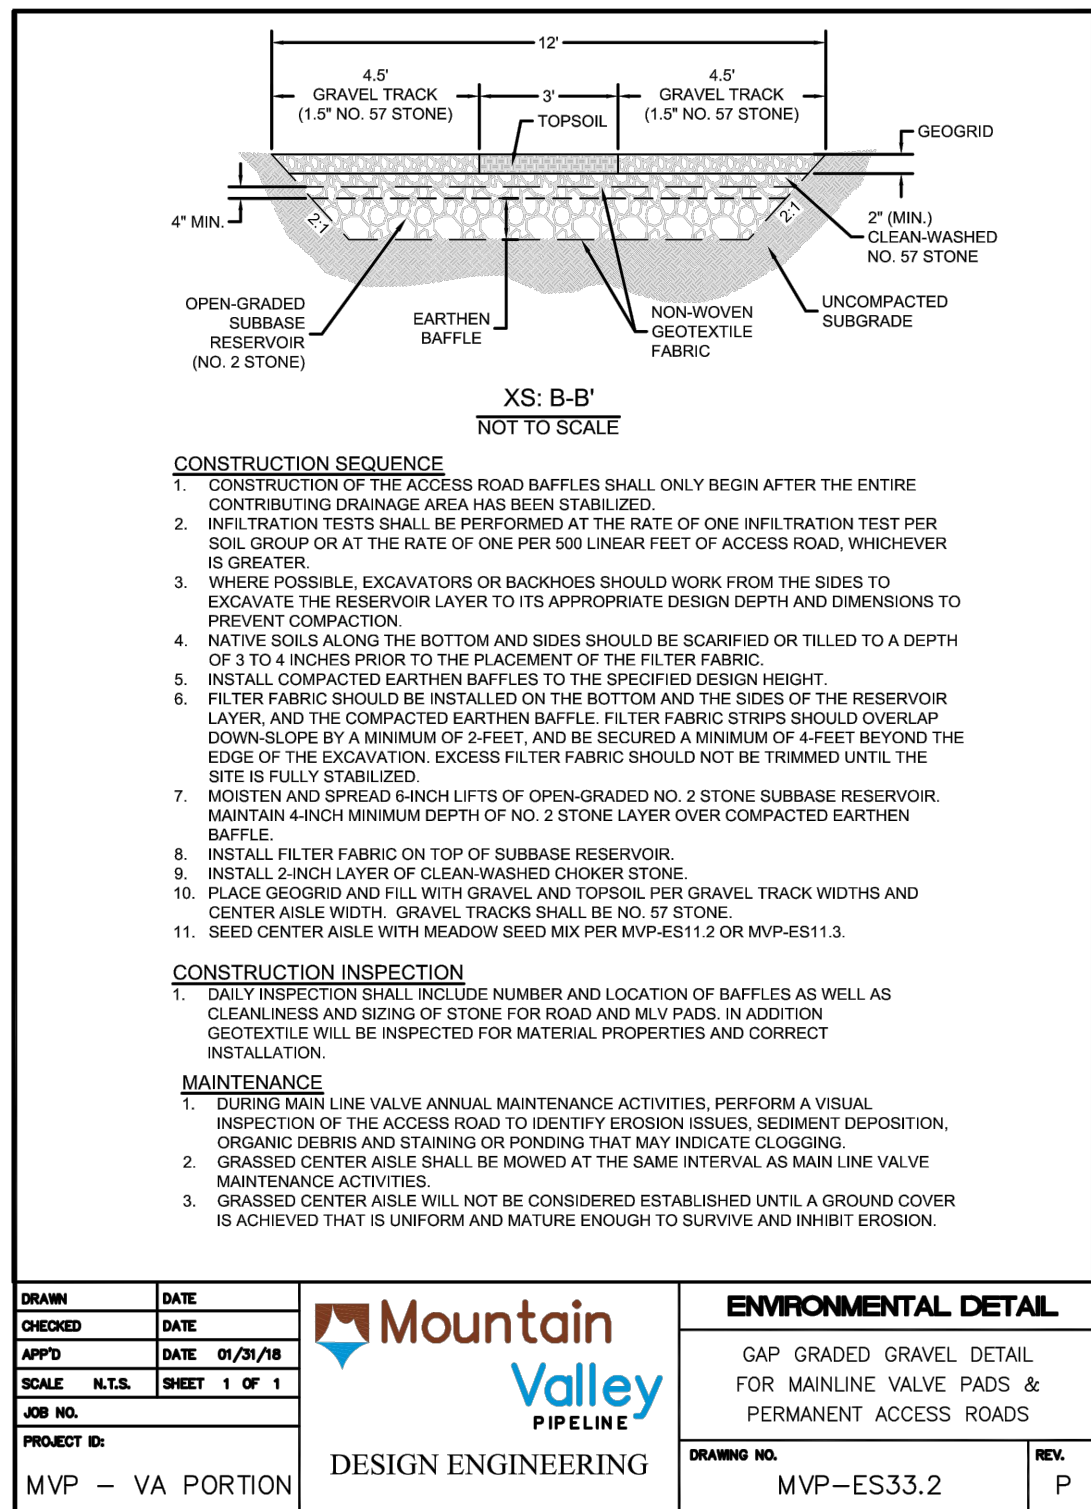 12'
4.5'
GRAVEL TRACK
(1.5" NO. 57 STONE)
3'
TOPSOIL
4.5'
GRAVEL TRACK
(1.5" NO. 57 STONE)
GEOGRID
4" MIN.
2:1
2:1
2" (MIN.)
CLEAN-WASHED
NO. 57 STONE
OPEN-GRADED
SUBBASE
RESERVOIR
(NO. 2 STONE)
EARTHEN
BAFFLE
NON-WOVEN
GEOTEXTILE
FABRIC
UNCOMPACTED
SUBGRADE
XS: B-B'
NOT TO SCALE
CONSTRUCTION SEQUENCE
1. CONSTRUCTION OF THE ACCESS ROAD BAFFLES SHALL ONLY BEGIN AFTER THE ENTIRE
CONTRIBUTING DRAINAGE AREA HAS BEEN STABILIZED.
2. INFILTRATION TESTS SHALL BE PERFORMED AT THE RATE OF ONE INFILTRATION TEST PER
SOIL GROUP OR AT THE RATE OF ONE PER 500 LINEAR FEET OF ACCESS ROAD, WHICHEVER
IS GREATER.
3. WHERE POSSIBLE, EXCAVATORS OR BACKHOES SHOULD WORK FROM THE SIDES TO
EXCAVATE THE RESERVOIR LAYER TO ITS APPROPRIATE DESIGN DEPTH AND DIMENSIONS TO
PREVENT COMPACTION.
4. NATIVE SOILS ALONG THE BOTTOM AND SIDES SHOULD BE SCARIFIED OR TILLED TO A DEPTH
OF 3 TO 4 INCHES PRIOR TO THE PLACEMENT OF THE FILTER FABRIC.
5. INSTALL COMPACTED EARTHEN BAFFLES TO THE SPECIFIED DESIGN HEIGHT.
6. FILTER FABRIC SHOULD BE INSTALLED ON THE BOTTOM AND THE SIDES OF THE RESERVOIR
LAYER, AND THE COMPACTED EARTHEN BAFFLE. FILTER FABRIC STRIPS SHOULD OVERLAP
DOWN-SLOPE BY A MINIMUM OF 2-FEET, AND BE SECURED A MINIMUM OF 4-FEET BEYOND THE
EDGE OF THE EXCAVATION. EXCESS FILTER FABRIC SHOULD NOT BE TRIMMED UNTIL THE
SITE IS FULLY STABILIZED.
7. MOISTEN AND SPREAD 6-INCH LIFTS OF OPEN-GRADED NO. 2 STONE SUBBASE RESERVOIR.
MAINTAIN 4-INCH MINIMUM DEPTH OF NO. 2 STONE LAYER OVER COMPACTED EARTHEN
BAFFLE.
8. INSTALL FILTER FABRIC ON TOP OF SUBBASE RESERVOIR.
9. INSTALL 2-INCH LAYER OF CLEAN-WASHED CHOKER STONE.
10. PLACE GEOGRID AND FILL WITH GRAVEL AND TOPSOIL PER GRAVEL TRACK WIDTHS AND
CENTER AISLE WIDTH. GRAVEL TRACKS SHALL BE NO. 57 STONE.
11. SEED CENTER AISLE WITH MEADOW SEED MIX PER MVP-ES11.2 OR MVP-ES11.3.
CONSTRUCTION INSPECTION
1. DAILY INSPECTION SHALL INCLUDE NUMBER AND LOCATION OF BAFFLES AS WELL AS
CLEANLINESS AND SIZING OF STONE FOR ROAD AND MLV PADS. IN ADDITION
GEOTEXTILE WILL BE INSPECTED FOR MATERIAL PROPERTIES AND CORRECT
INSTALLATION.
MAINTENANCE
1. DURING MAIN LINE VALVE ANNUAL MAINTENANCE ACTIVITIES, PERFORM A VISUAL
INSPECTION OF THE ACCESS ROAD TO IDENTIFY EROSION ISSUES, SEDIMENT DEPOSITION,
ORGANIC DEBRIS AND STAINING OR PONDING THAT MAY INDICATE CLOGGING.
2. GRASSED CENTER AISLE SHALL BE MOWED AT THE SAME INTERVAL AS MAIN LINE VALVE
MAINTENANCE ACTIVITIES.
3. GRASSED CENTER AISLE WILL NOT BE CONSIDERED ESTABLISHED UNTIL A GROUND COVER
IS ACHIEVED THAT IS UNIFORM AND MATURE ENOUGH TO SURVIVE AND INHIBIT EROSION.
DRAWN DATE
CHECKED DATE
APP'D DATE 01/31/18
SCALE N.T.S. SHEET 1 OF 1
JOB NO.
PROJECT ID:
MVP - VA PORTION
Mountain
Valley
PIPELINE
DESIGN ENGINEERING
ENVIRONMENTAL DETAIL
GAP GRADED GRAVEL DETAIL
FOR MAINLINE VALVE PADS &
PERMANENT ACCESS ROADS
DRAWING NO.
MVP-ES33.2
REV.
P